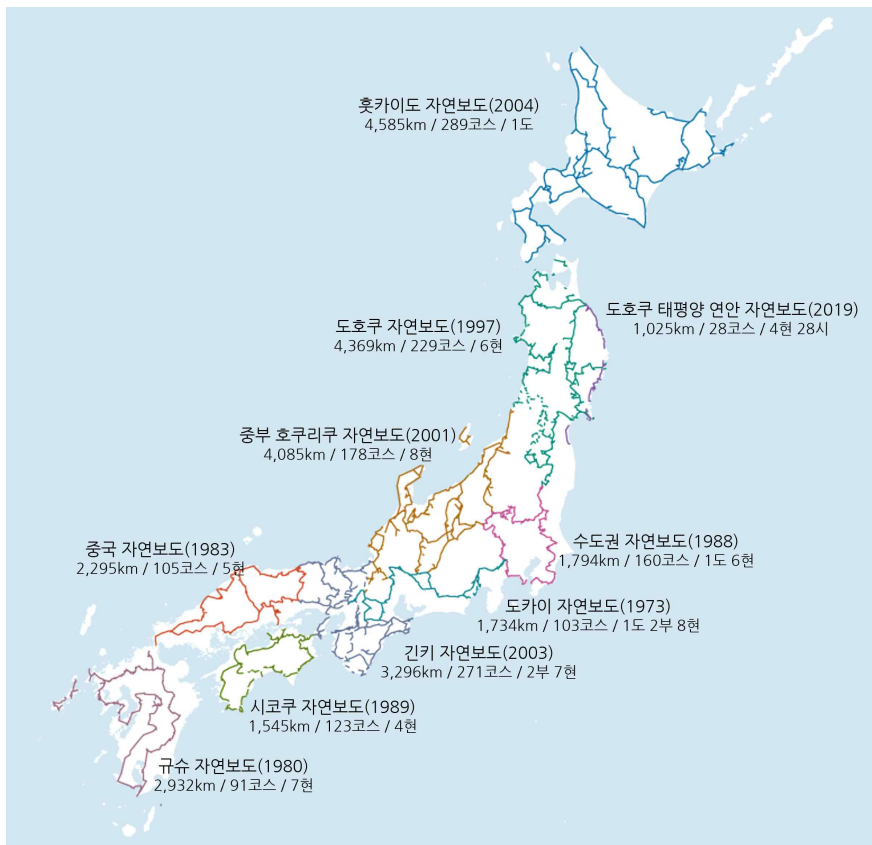 홋카이도 자연보도(2004)
4,585km / 289코스 / 1도
도호쿠 태평양 연안 자연보도(2019)
1,025km / 28코스 / 4현 28시
도호쿠 자연보도(1997)
4,369km / 229코스 / 6현
중부 호쿠리쿠 자연보도(2001)
4,085km / 178코스 / 8현
수도권 자연보도(1988)
1,794km / 160코스 / 1도 6현
중국 자연보도(1983)
2,295km / 105코스 / 5현
도카이 자연보도(1973)
1,734km / 103코스 / 1도 2부 8현
긴키 자연보도(2003)
3,296km / 271코스 / 2부 7현
시코쿠 자연보도(1989)
1,545km / 123코스 / 4현
규슈 자연보도(1980)
2,932km / 91코스 / 7현